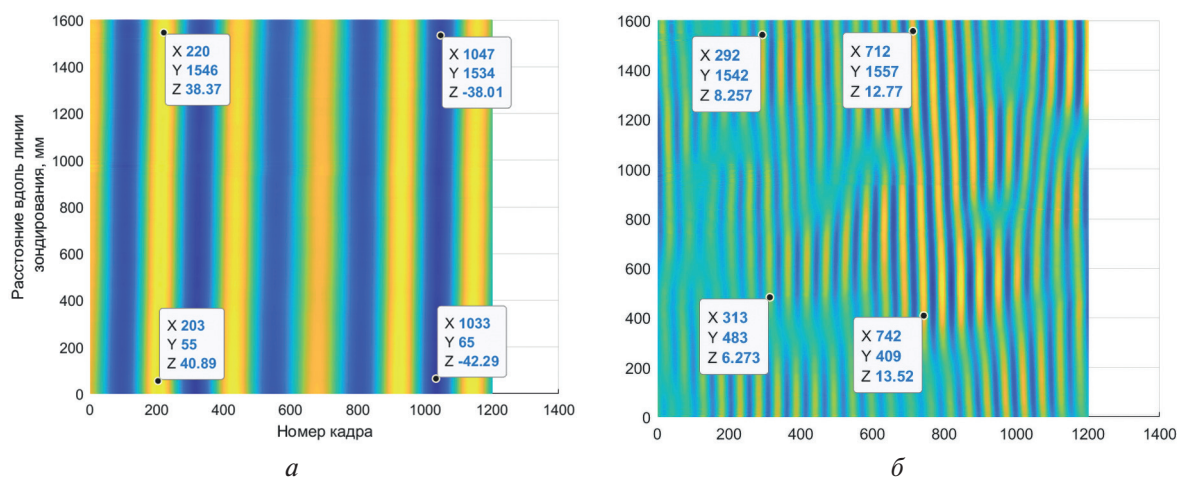 1600
1400
1200
1000
800
600
400
200
0
Расстояние вдоль линии
зондирования, мм
X 220
Y 1546
Z 38.37
X 1047
Y 1534
Z -38.01
X 203
Y 55
Z 40.89
X 1033
Y 65
Z -42.29
0 200 400 600 800 1000 1200 1400
Номер кадра
а
1600
1400
1200
1000
800
600
400
200
0
X 292
Y 1542
Z 8.257
X 712
Y 1557
Z 12.77
X 313
Y 483
Z 6.273
X 742
Y 409
Z 13.52
0 200 400 600 800 1000 1200 1400
б